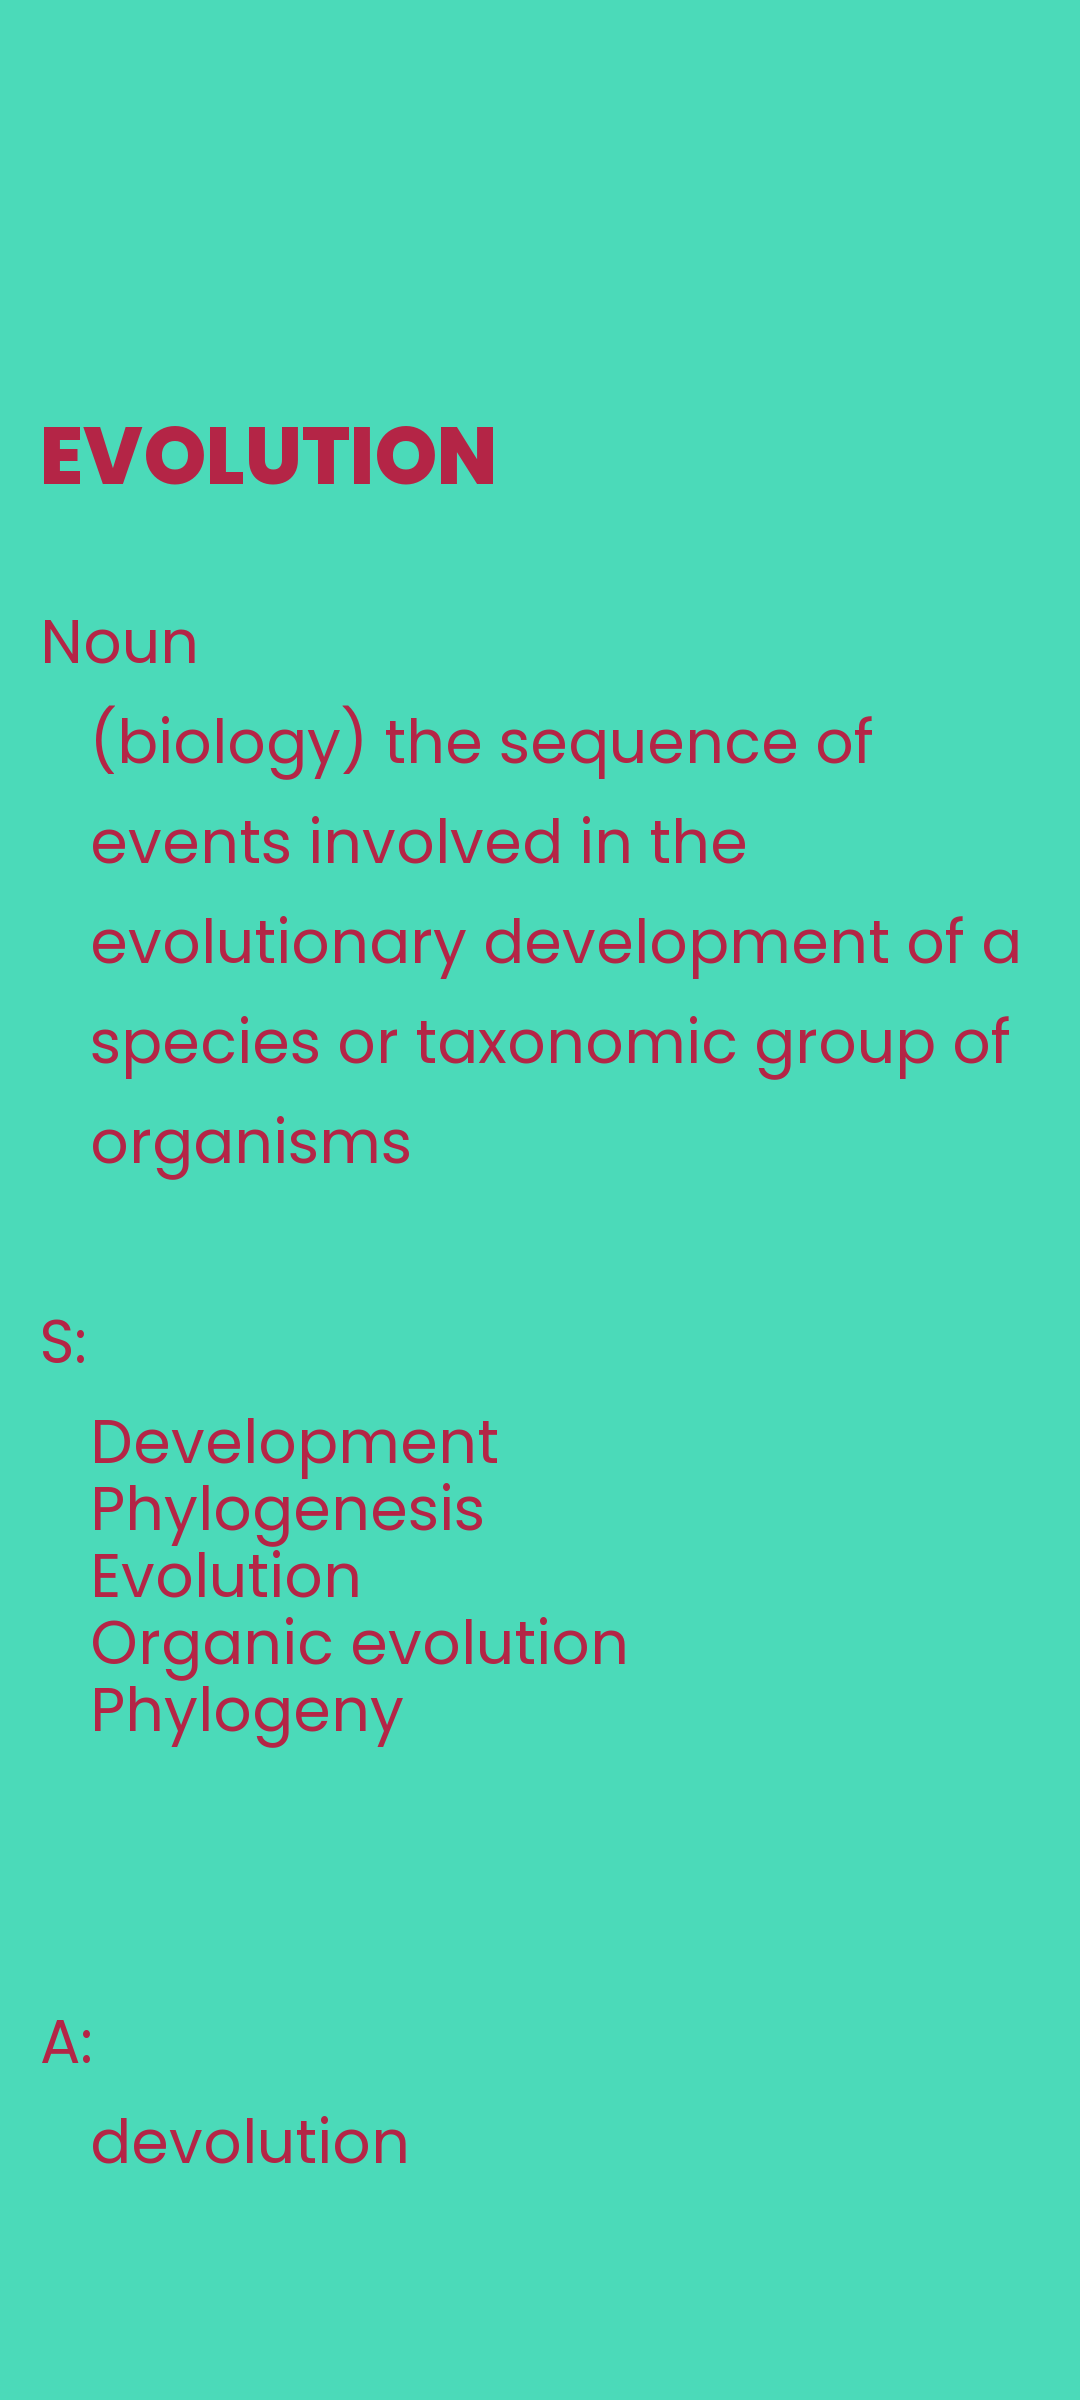 EVOLUTION
Noun
(biology) the sequence of
events involved in the
evolutionary development of a
species or taxonomic group of
organisms
S:
Development
Phylogenesis
Evolution
Organic evolution
Phylogeny
A:
devolution